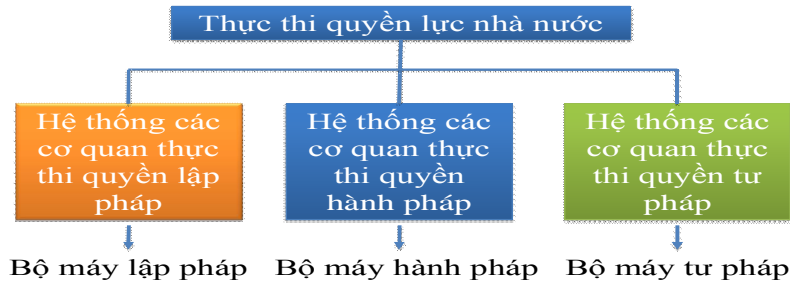 Thực thi quyền lực nhà nước
Hệ thống các
cơ quan thực
thi quyền lập
pháp
Hệ thống các
cơ quan thực
thi quyền
hành pháp
Hệ thống các
cơ quan thực
thi quyền tư
pháp
Bộ máy lập pháp
Bộ máy hành pháp
Bộ máy tư pháp